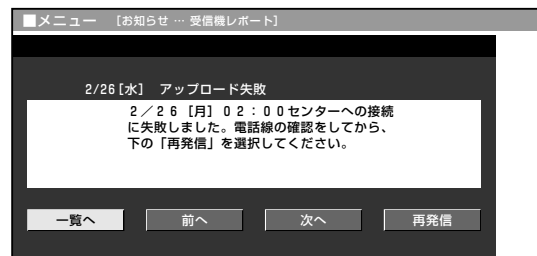 ■メニュー [お知らせ … 受信機レポート]
2/26[水] アップロード失敗
2/26[月]02:00センターへの接続
に失敗しました。電話線の確認をしてから、
下の「再発信」を選択してください。
一覧へ 前へ 次へ 再発信